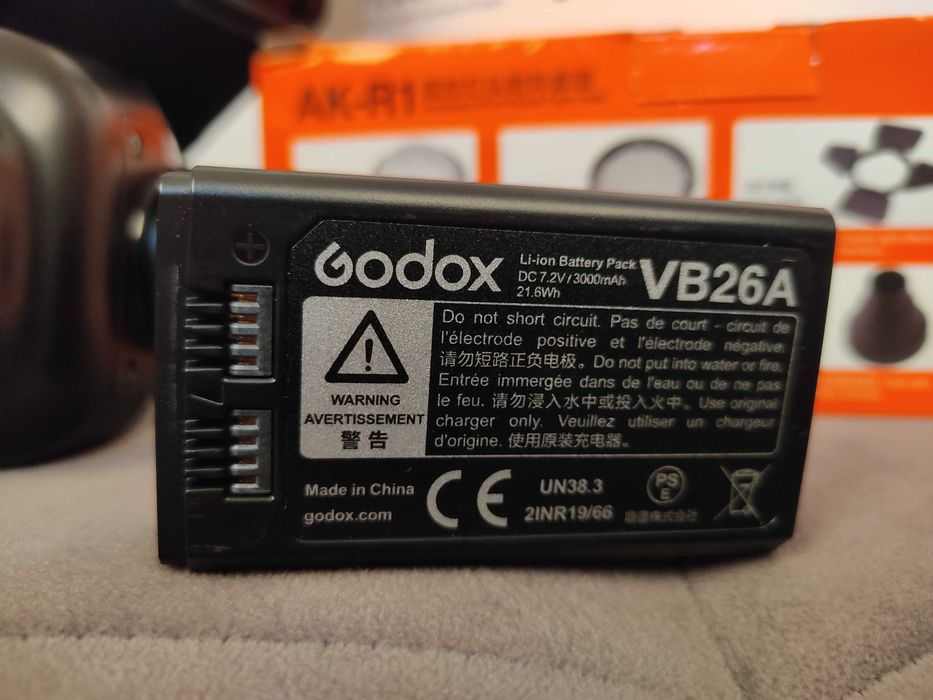 AK-R1
Godox
Li-ion Battery Pack
DC 7.2V/3000mAh
21.6Wh
VB26A
Do not short circuit. Pas de court - circuit de
l'électrode positive et l'électrode négative.
请勿短路正负电极。Do not put into water or fire.
Entrée immergée dans de l'eau ou de ne pas
le feu. 请勿浸入水中或投入火中。Use original
charger only. Veuillez utiliser un chargeur
d'origine. 使用原装充电器。
WARNING
AVERTISSEMENT
警告
Made in China
godox.com
CE
UN38.3
2INR19/66
PS
E
株式会社